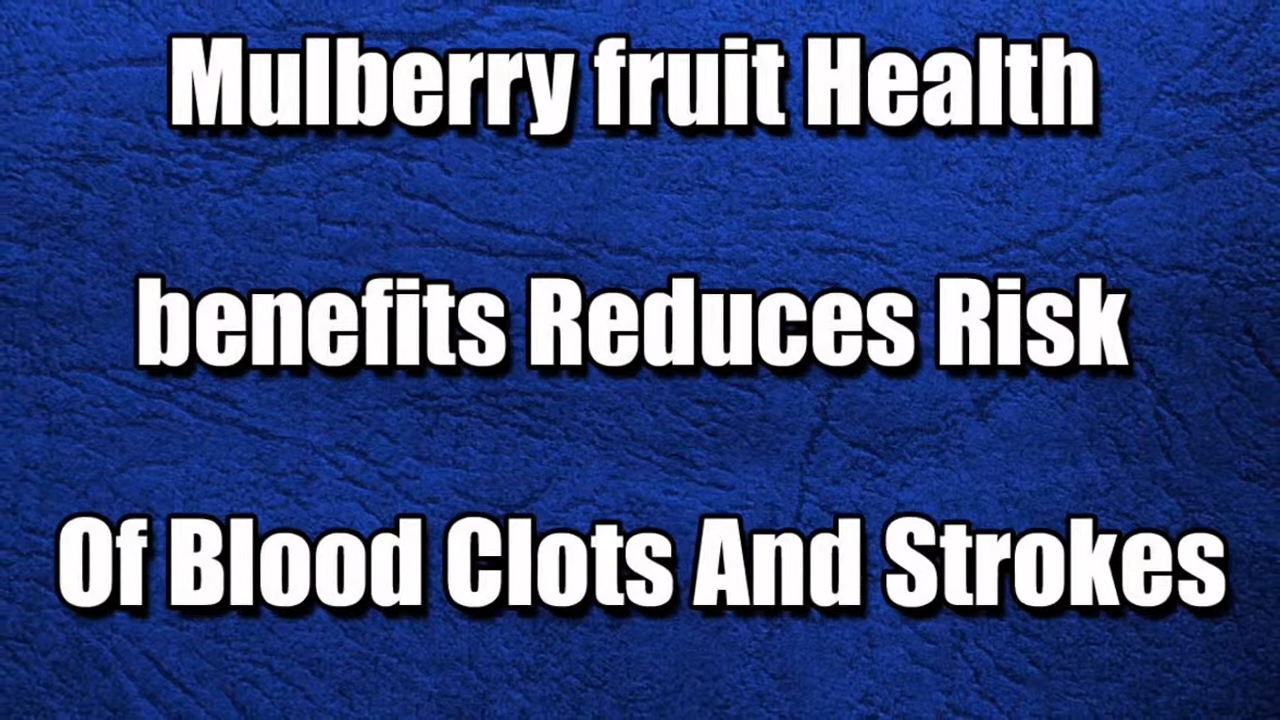 Mulberry fruit Health
benefits Reduces Risk
Of Blood Clots And Strokes